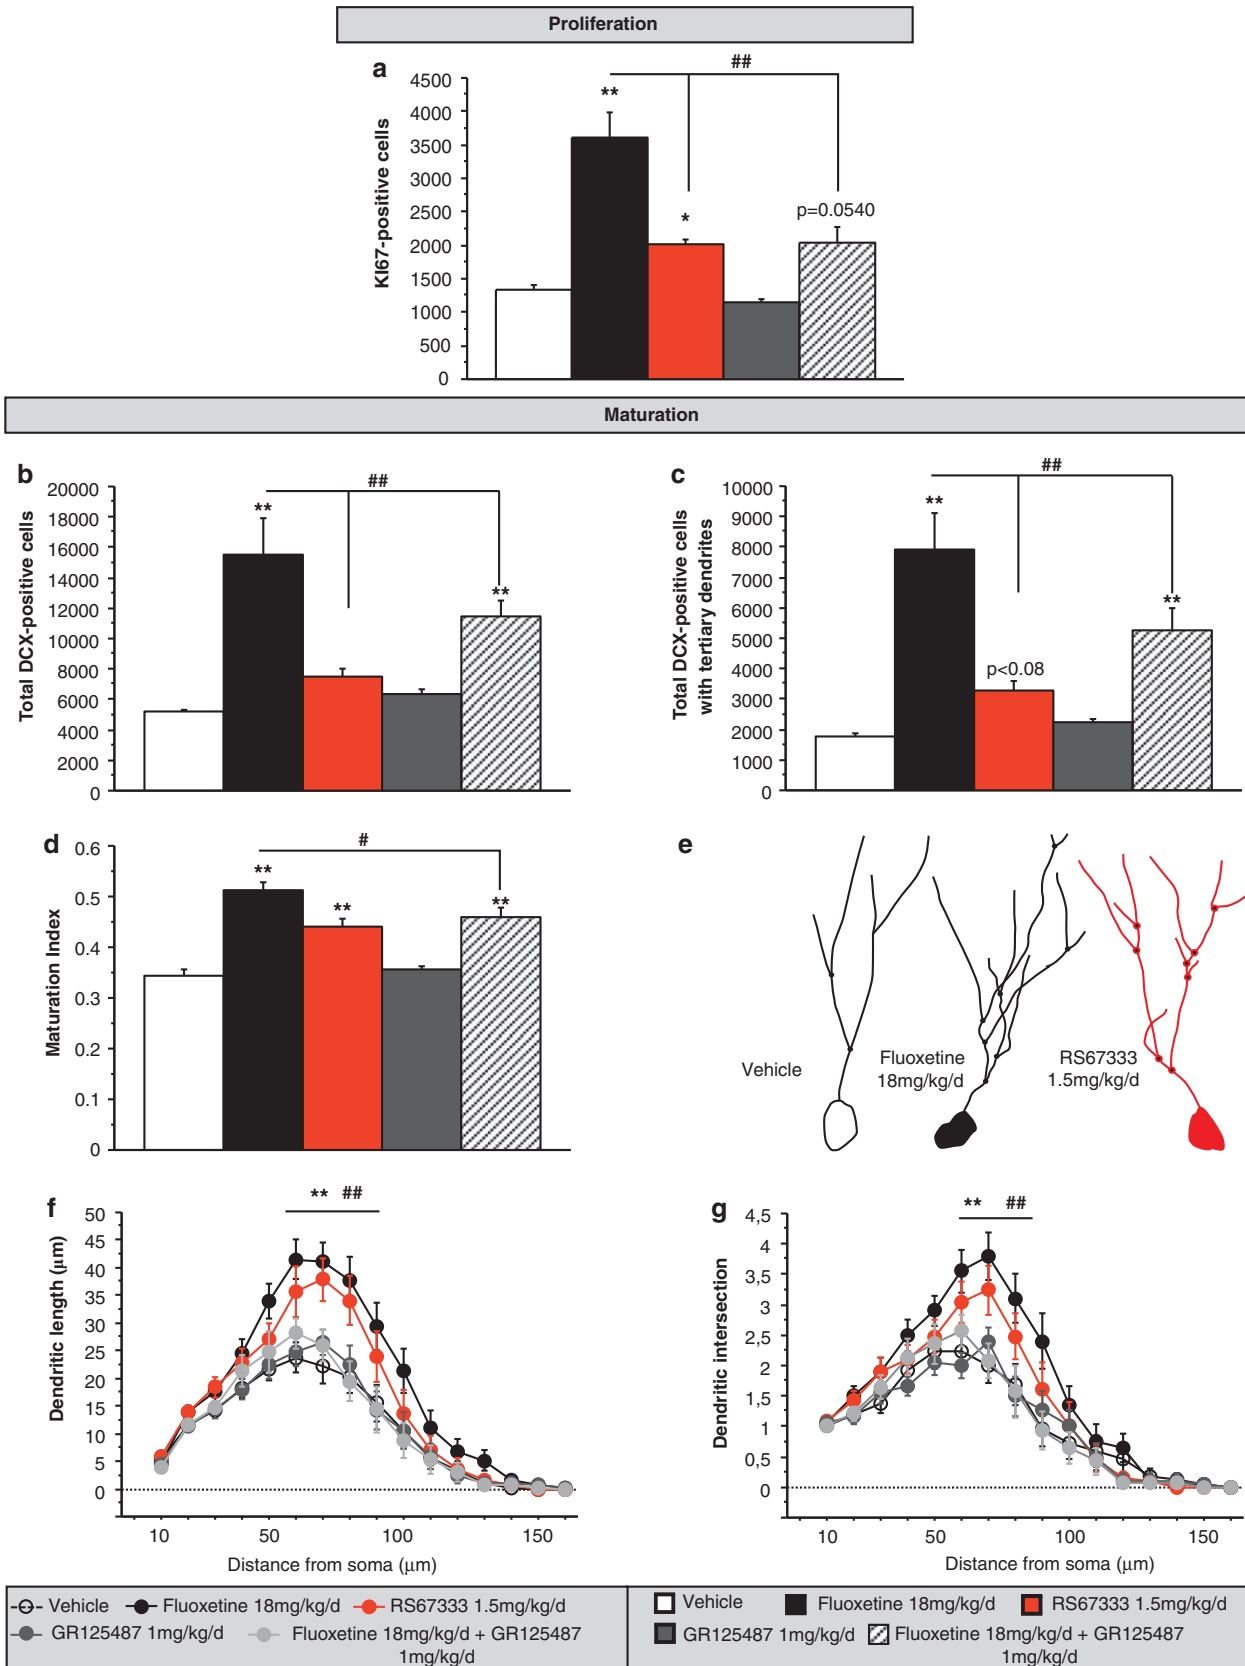 Proliferation
a
##
KI67-positive cells
4500
4000
3500
3000
2500
2000
1500
1000
500
0
**
*
p=0.0540
Maturation
b
##
Total DCX-positive cells
20000
18000
16000
14000
12000
10000
8000
6000
4000
2000
0
**
**
c
##
Total DCX-positive cells
with tertiary dendrites
10000
9000
8000
7000
6000
5000
4000
3000
2000
1000
0
**
p<0.08
**
d
#
Maturation Index
0.6
0.5
0.4
0.3
0.2
0.1
0
**
**
**
e
Vehicle
Fluoxetine
18mg/kg/d
RS67333
1.5mg/kg/d
f
** ##
Dendritic length (µm)
50
45
40
35
30
25
20
15
10
5
0
10 50 100 150
Distance from soma (µm)
g
** ##
Dendritic intersection
4,5
4
3,5
3
2,5
2
1,5
1
0,5
0
10 50 100 150
Distance from soma (µm)
Vehicle Fluoxetine 18mg/kg/d RS67333 1.5mg/kg/d
GR125487 1mg/kg/d Fluoxetine 18mg/kg/d + GR125487
1mg/kg/d
Vehicle Fluoxetine 18mg/kg/d RS67333 1.5mg/kg/d
GR125487 1mg/kg/d Fluoxetine 18mg/kg/d + GR125487
1mg/kg/d